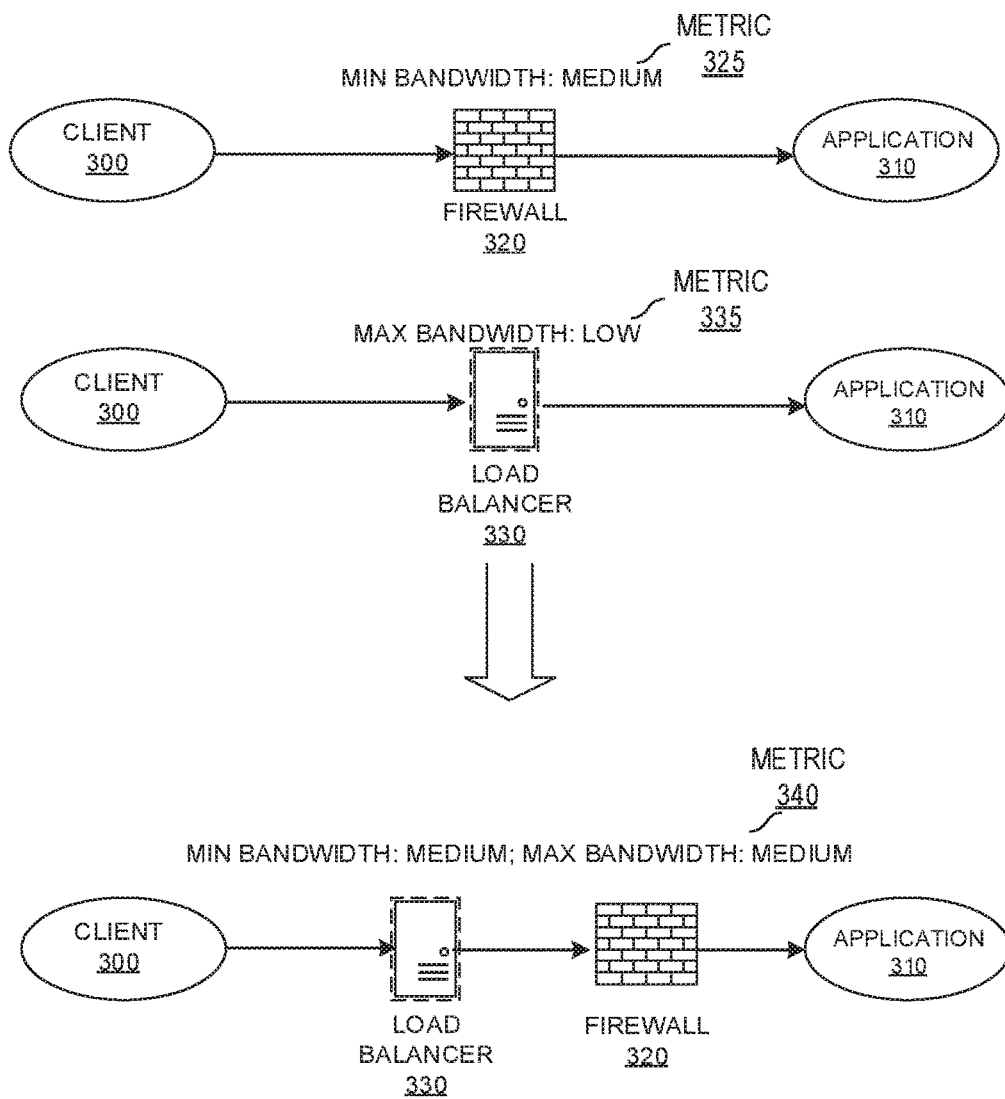 METRIC
325
MIN BANDWIDTH: MEDIUM
CLIENT
300
APPLICATION
310
FIREWALL
320
METRIC
335
MAX BANDWIDTH: LOW
CLIENT
300
APPLICATION
310
LOAD
BALANCER
330
METRIC
340
MIN BANDWIDTH: MEDIUM; MAX BANDWIDTH: MEDIUM
CLIENT
300
APPLICATION
310
LOAD
BALANCER
330
FIREWALL
320